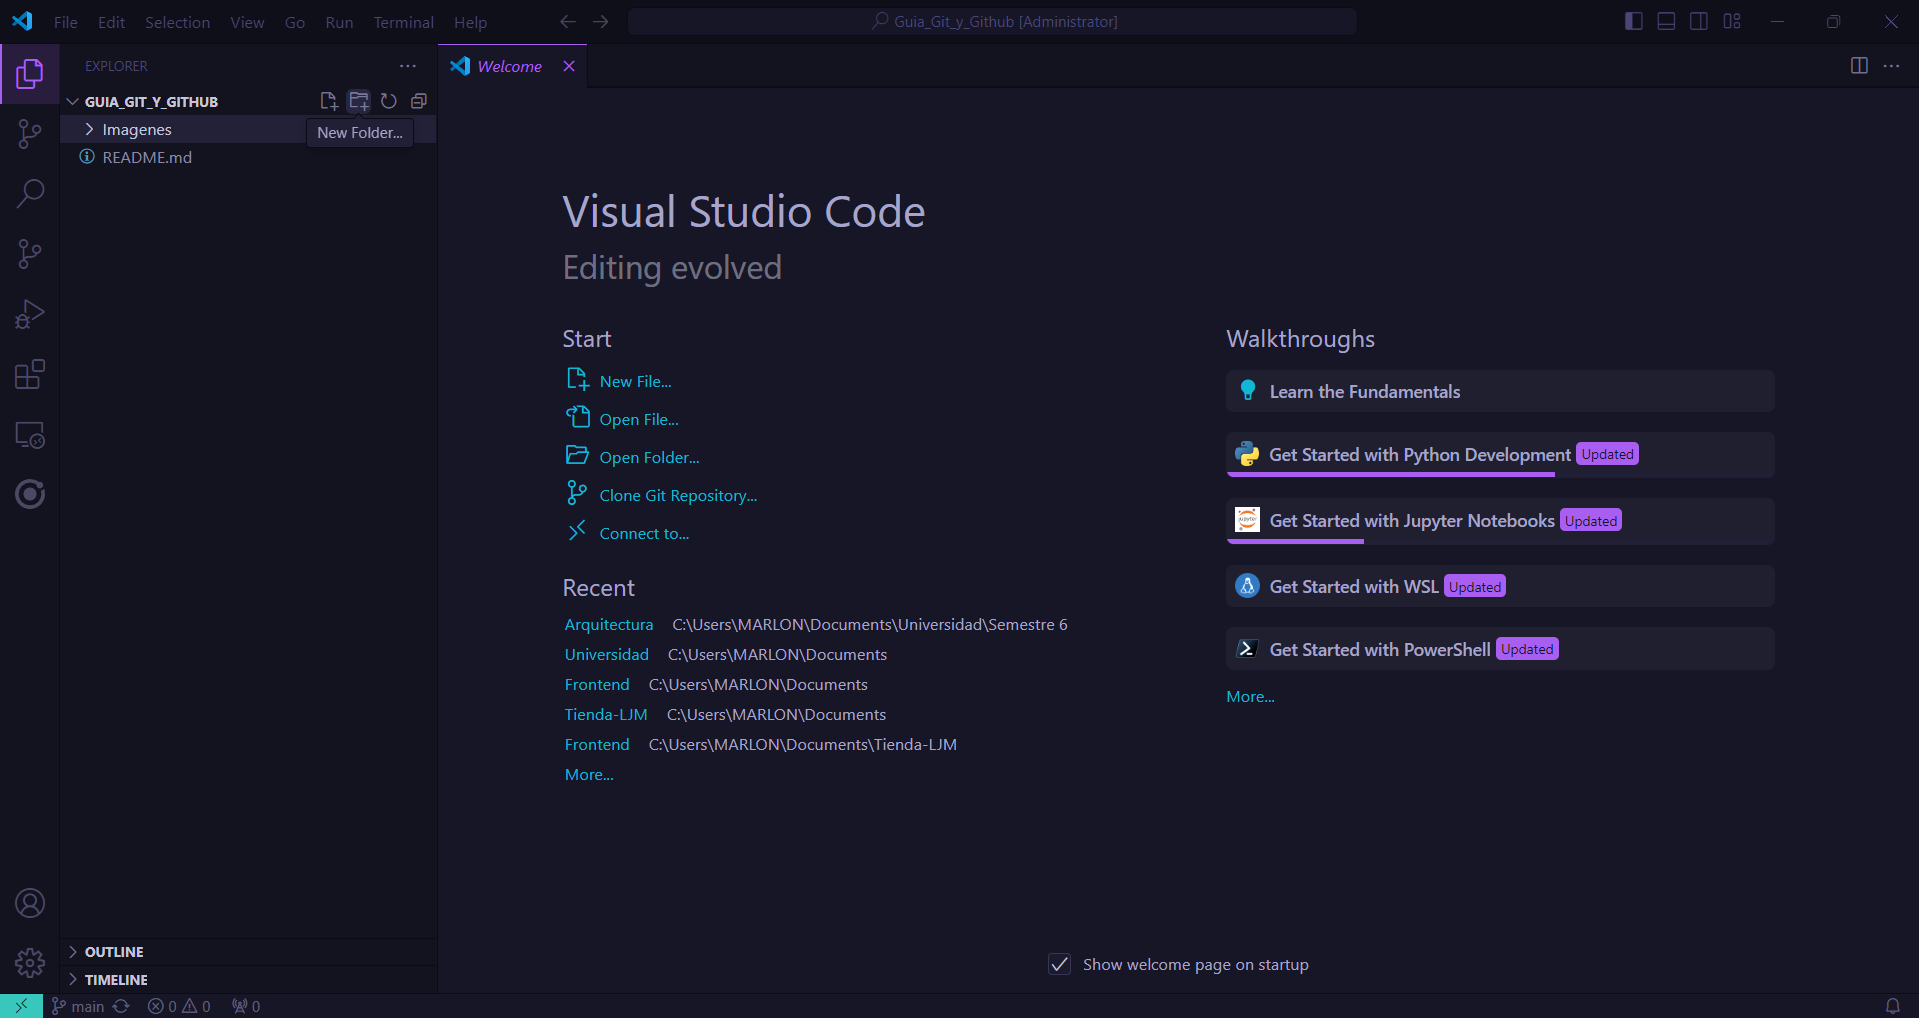 File Edit Selection View Go Run Terminal Help
Guia_Git_y_Github [Administrator]
EXPLORER
Welcome
GUIA_GIT_Y_GITHUB
Imagenes
New Folder...
README.md
Visual Studio Code
Editing evolved
Start
New File...
Open File...
Open Folder...
Clone Git Repository...
Connect to...
Recent
Arquitectura C:\Users\MARLON\Documents\Universidad\Semestre 6
Universidad C:\Users\MARLON\Documents
Frontend C:\Users\MARLON\Documents
Tienda-LJM C:\Users\MARLON\Documents
Frontend C:\Users\MARLON\Documents\Tienda-LJM
More...
Walkthroughs
Learn the Fundamentals
Get Started with Python Development Updated
jupyter
Get Started with Jupyter Notebooks Updated
Get Started with WSL Updated
Get Started with PowerShell Updated
More...
Show welcome page on startup
OUTLINE
TIMELINE
main 0 0 0